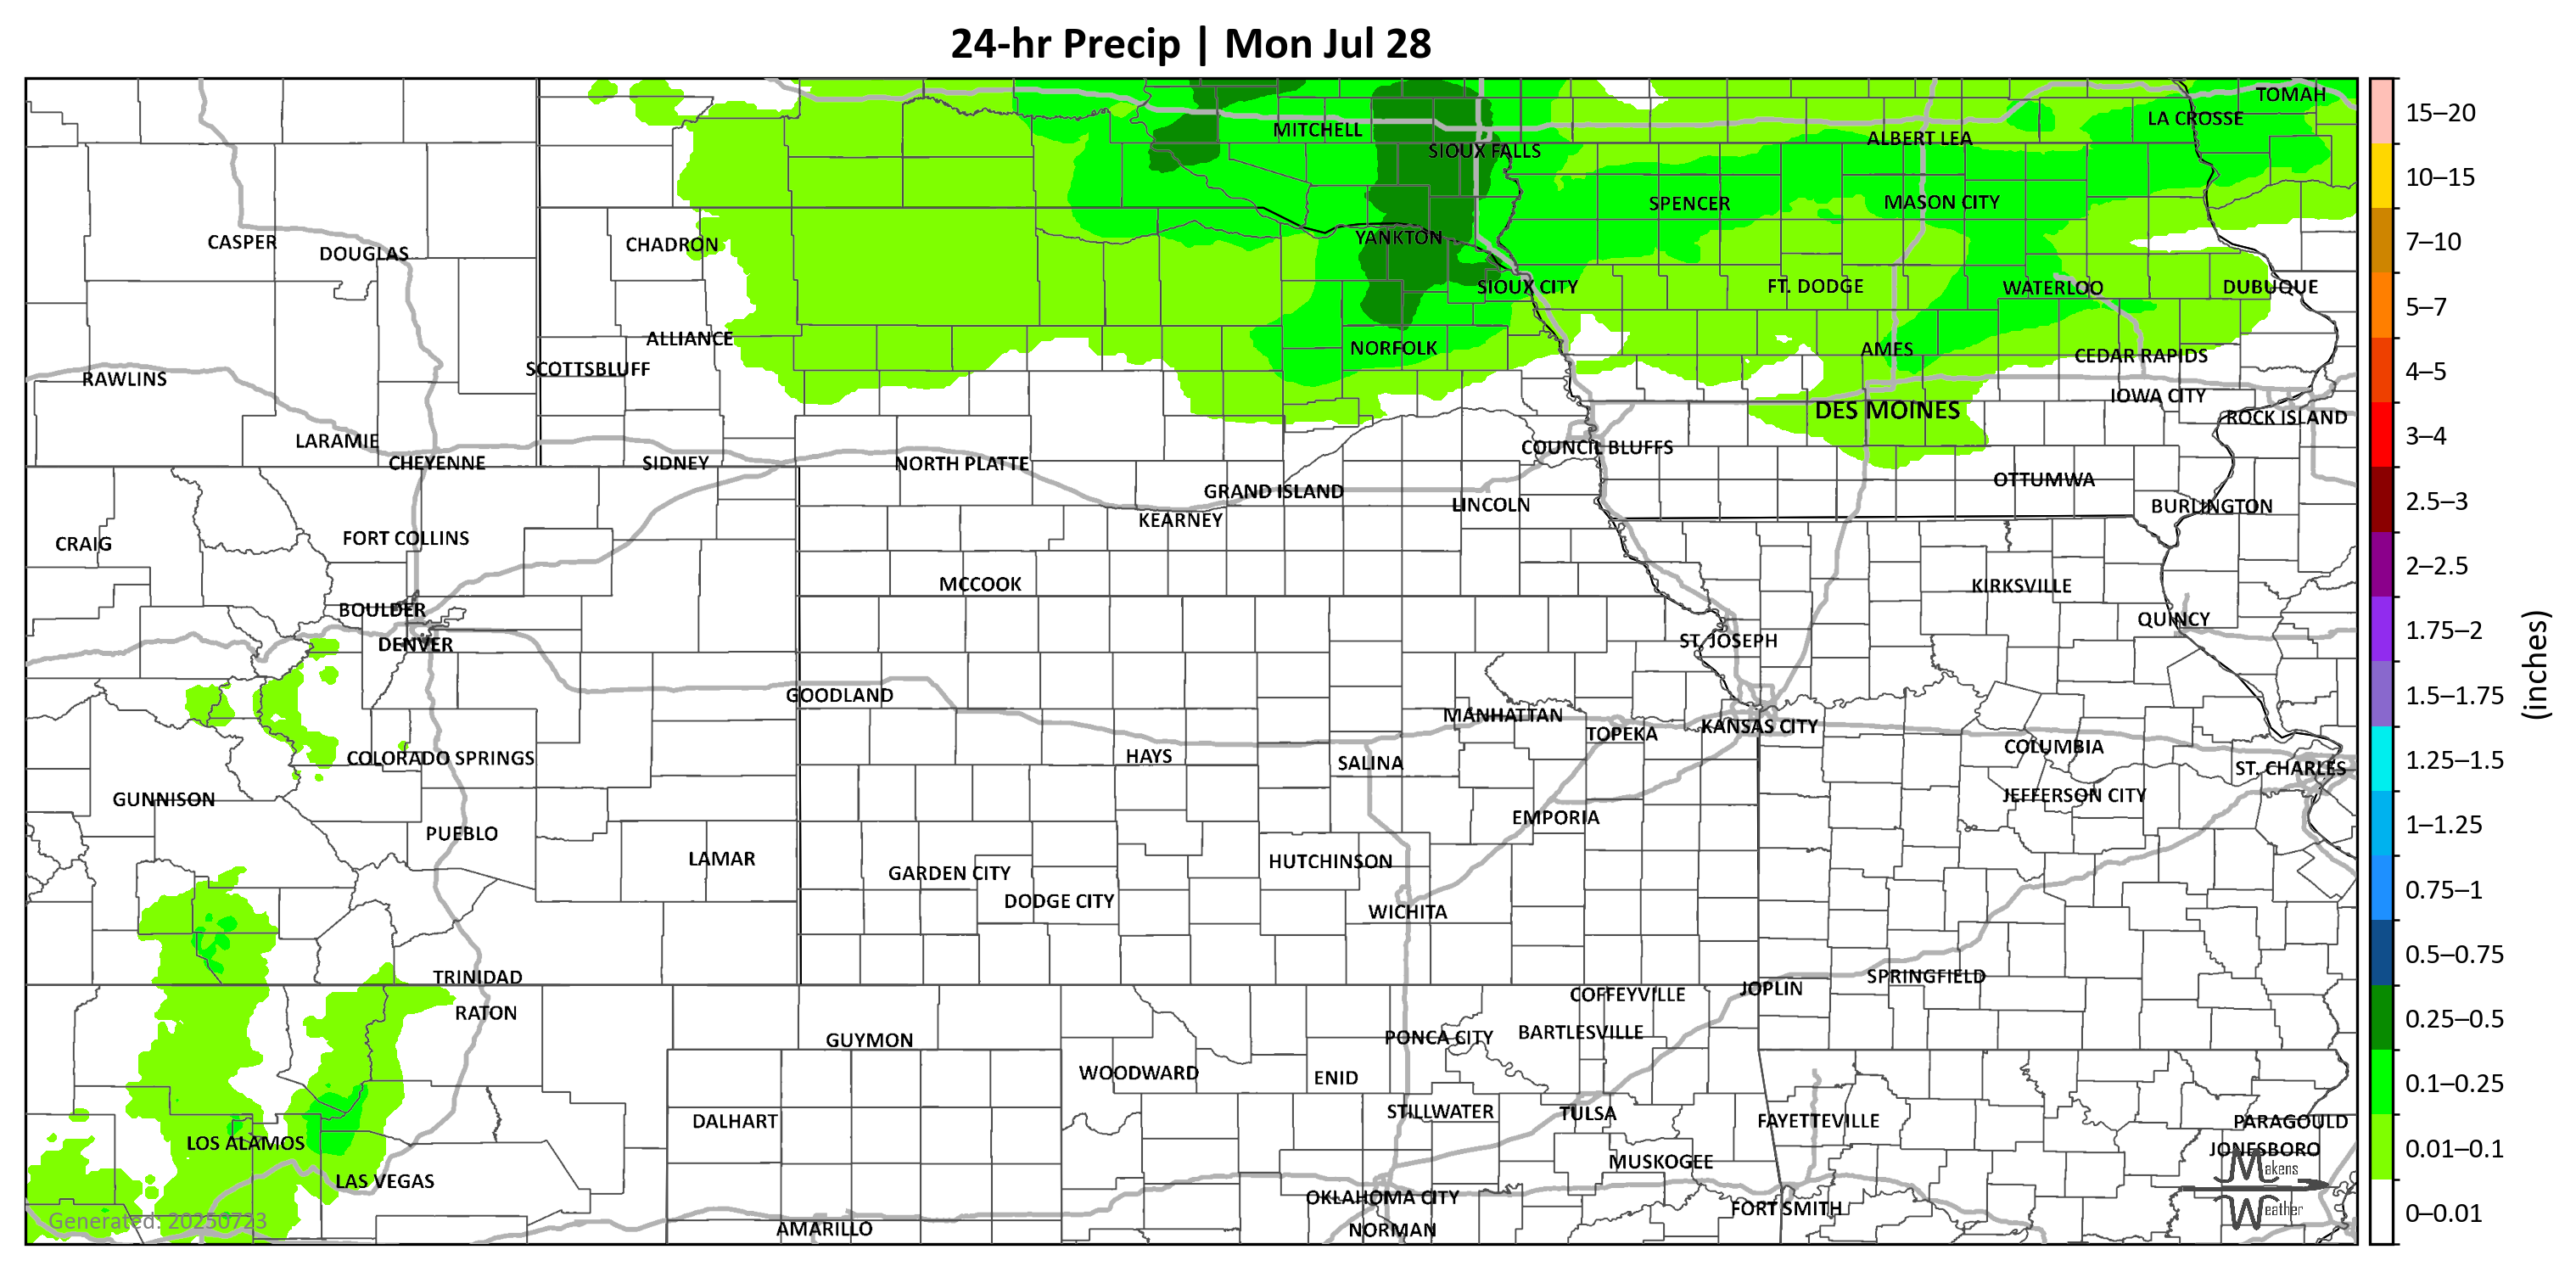 24-hr Precip | Mon Jul 28
TOMAH
LA CROSSE
MITCHELL
ALBERT LEA
SIOUX FALLS
SPENCER
MASON CITY
YANKTON
CASPER
CHADRON
DOUGLAS
SIOUX CITY
FT. DODGE
WATERLOO
DUBUQUE
ALLIANCE
NORFOLK
AMES
CEDAR RAPIDS
SCOTTSBLUFF
RAWLINS
IOWA CITY
DES MOINES
ROCK ISLAND
LARAMIE
COUNCIL BLUFFS
CHEYENNE
SIDNEY
NORTH PLATTE
OTTUMWA
GRAND ISLAND
LINCOLN
BURLINGTON
KEARNEY
FORT COLLINS
CRAIG
MCCOOK
KIRKSVILLE
BOULDER
QUINCY
DENVER
ST. JOSEPH
GOODLAND
MANHATTAN
KANSAS CITY
TOPEKA
COLUMBIA
COLORADO SPRINGS
HAYS
SALINA
ST. CHARLES
GUNNISON
JEFFERSON CITY
EMPORIA
PUEBLO
LAMAR
HUTCHINSON
GARDEN CITY
DODGE CITY
WICHITA
TRINIDAD
SPRINGFIELD
JOPLIN
COFFEYVILLE
RATON
BARTLESVILLE
PONCA CITY
GUYMON
WOODWARD
ENID
STILLWATER
TULSA
DALHART
FAYETTEVILLE
PARAGOULD
LOS ALAMOS
JONESBORO
MUSKOGEE
LAS VEGAS
OKLAHOMA CITY
FORT SMITH
AMARILLO
NORMAN
Generated: 20250723
Makens
Weather
15–20
10–15
7–10
5–7
4–5
3–4
2.5–3
2–2.5
1.75–2
1.5–1.75
1.25–1.5
1–1.25
0.75–1
0.5–0.75
0.25–0.5
0.1–0.25
0.01–0.1
0–0.01
(inches)